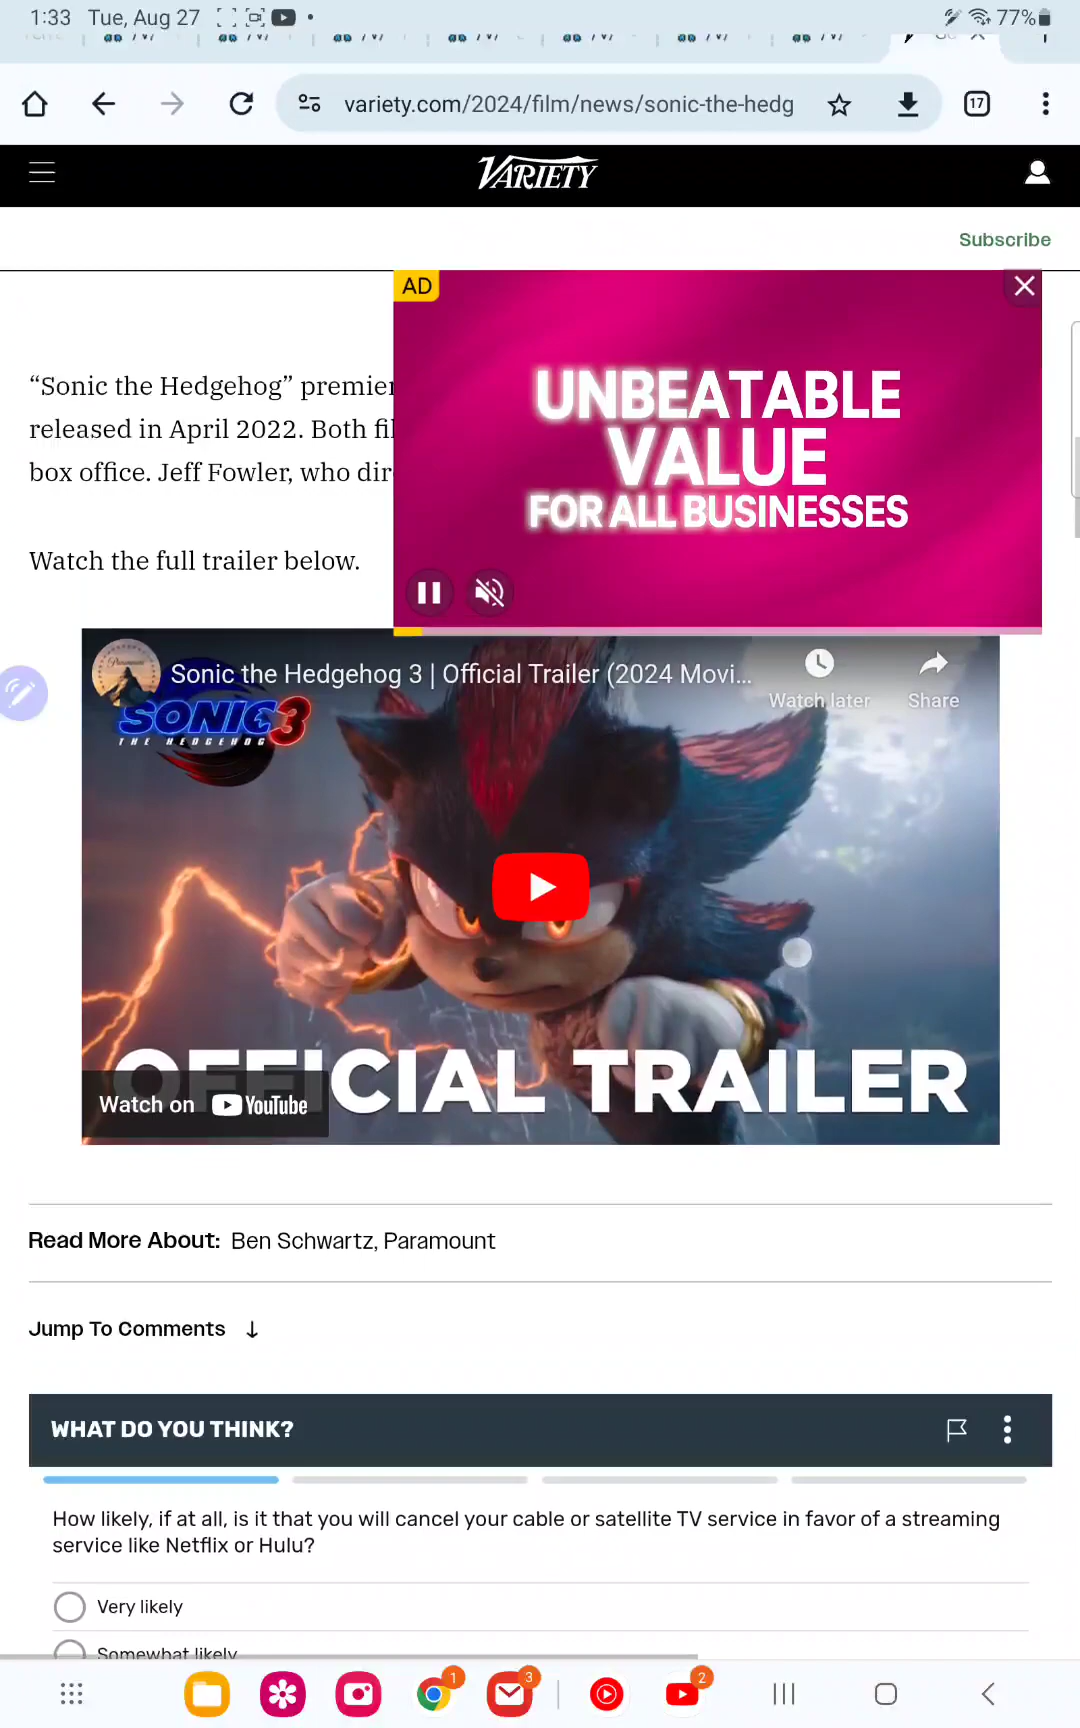 1:33 Tue, Aug 27
77%
variety.com/2024/film/news/sonic-the-hedg
17
VARIETY
Subscribe
AD
UNBEATABLE
VALUE
FOR ALL BUSINESSES
“Sonic the Hedgehog”
released in April 2022. Both
box office. Jeff Fowler, who
Watch the full trailer below.
Sonic the Hedgehog 3 | Official Trailer (2024 Movi...
Watch later
Share
SONIC 3
THE HEDGEHOG
OFFICIAL TRAILER
Watch on YouTube
Read More About: Ben Schwartz, Paramount
Jump To Comments ↓
WHAT DO YOU THINK?
How likely, if at all, is it that you will cancel your cable or satellite TV service in favor of a streaming
service like Netflix or Hulu?
Very likely
Somewhat likely
1
3
2